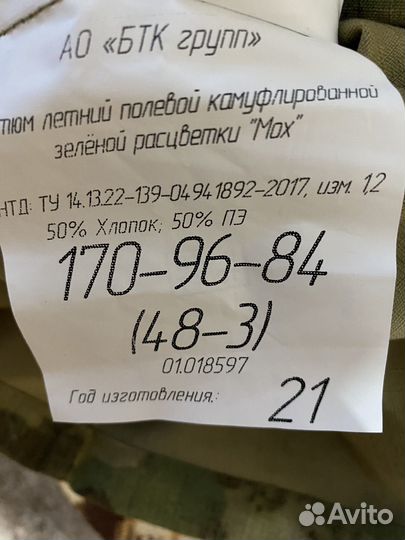 АО «БТК групп»
тюм летний полевой камуфлированной
зелёной расцветки "Мох"
НТД: ТУ 14.13.22-139-04941892-2017, изм. 1,2
50% Хлопок; 50% ПЭ
170-96-84
(48-3)
01.018597
Год изготовления.: 21
Avito